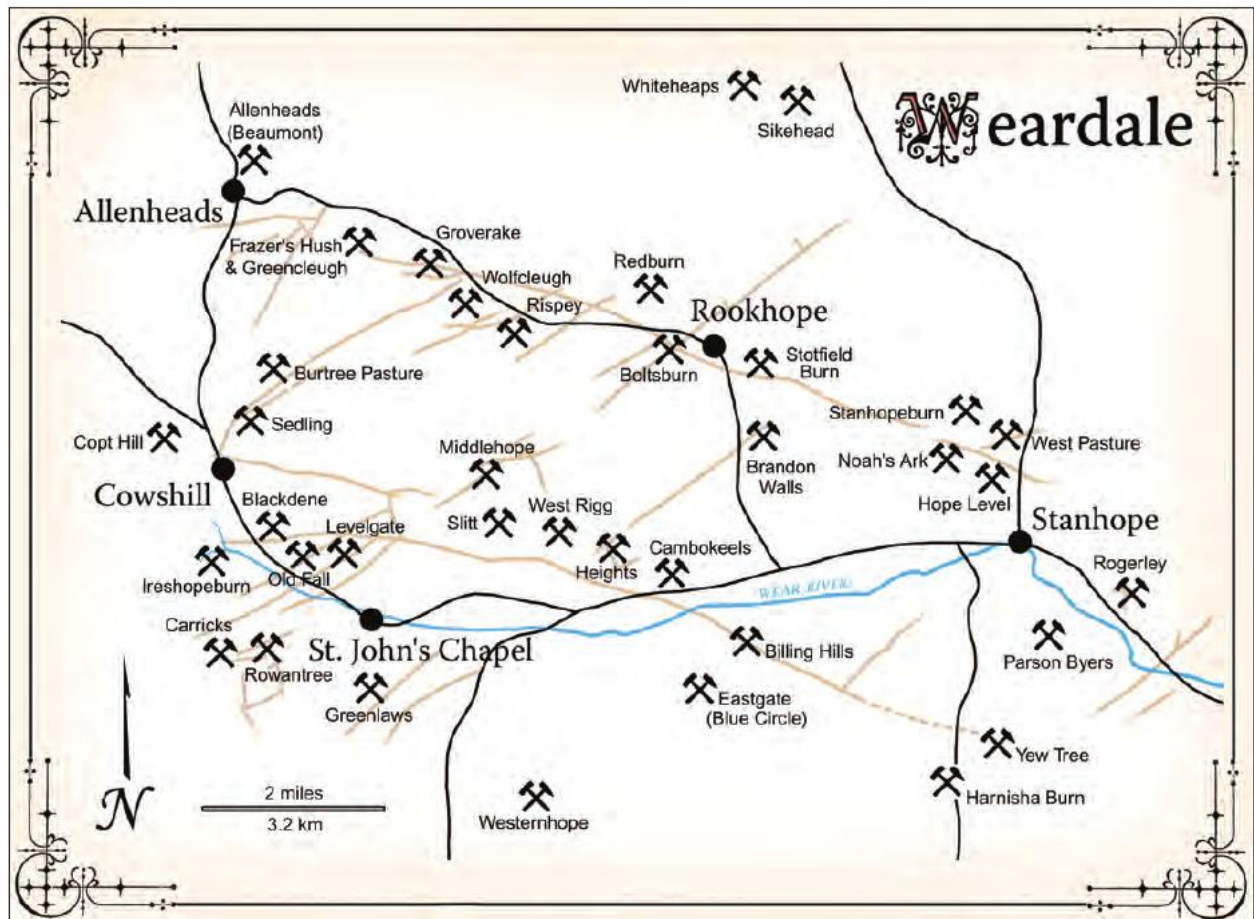 Weardale
Whiteheaps
Sikehead
Allenheads
(Beaumont)
Allenheads
Frazer's Hush
& Greencleugh
Groverake
Wolfcleugh
Rispey
Redburn
Rookhope
Boltsburn
Stotfield
Burn
Burtree Pasture
Sedling
Copt Hill
Cowshill
Middlehope
Brandon
Walls
Stanhopeburn
West Pasture
Noah's Ark
Hope Level
Stanhope
Blackdene
Levelgate
Slitt
West Rigg
Heights
Cambokeels
Ireshopeburn
Old Fall
WEAR RIVER
Rogerley
Carricks
Rowantree
St. John's Chapel
Greenlaws
Billing Hills
Parson Byers
Eastgate
(Blue Circle)
Yew Tree
Harnisha Burn
Westernhope
N
2 miles
3.2 km